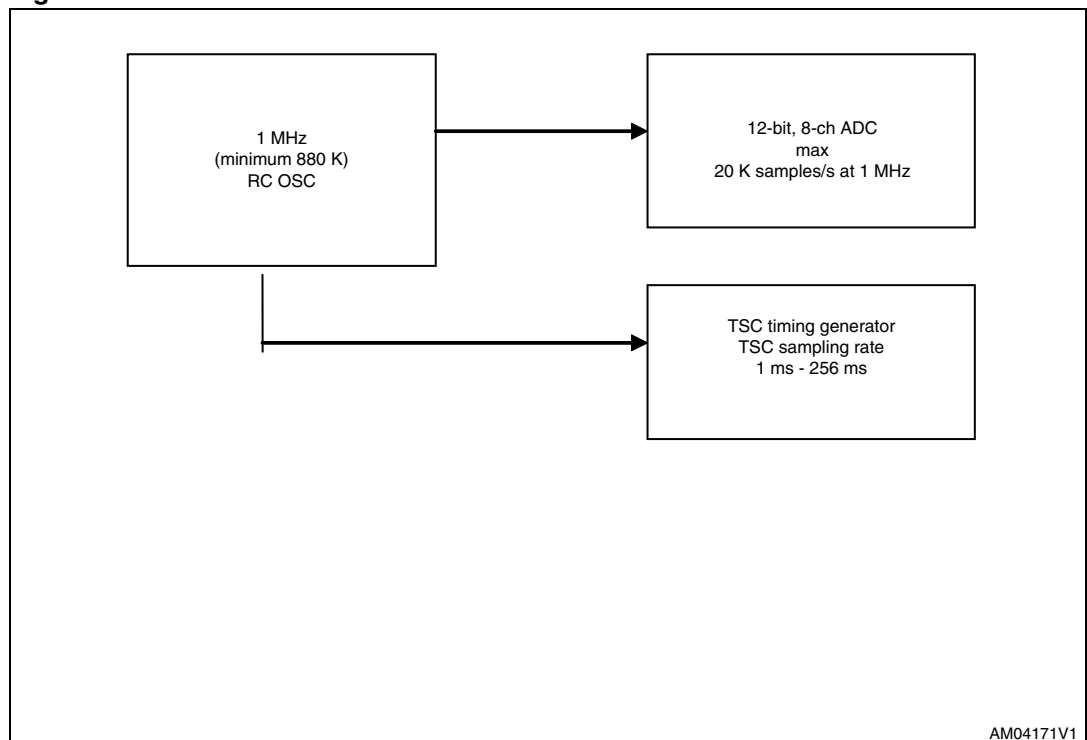 1 MHz
(minimum 880 K)
RC OSC
12-bit, 8-ch ADC
max
20 K samples/s at 1 MHz
TSC timing generator
TSC sampling rate
1 ms - 256 ms
AM04171V1